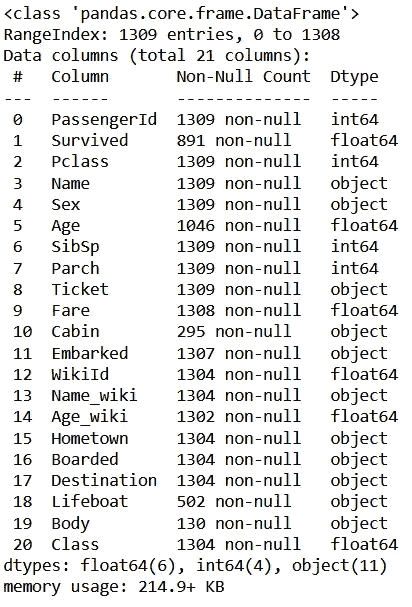 <class 'pandas.core.frame.DataFrame'>
RangeIndex: 1309 entries, 0 to 1308
Data columns (total 21 columns):
 #   Column       Non-Null Count  Dtype
---  ------       --------------  -----
 0   PassengerId  1309 non-null   int64
 1   Survived     891 non-null    float64
 2   Pclass       1309 non-null   int64
 3   Name         1309 non-null   object
 4   Sex          1309 non-null   object
 5   Age          1046 non-null   float64
 6   SibSp        1309 non-null   int64
 7   Parch        1309 non-null   int64
 8   Ticket       1309 non-null   object
 9   Fare         1308 non-null   float64
 10  Cabin        295 non-null    object
 11  Embarked     1307 non-null   object
 12  WikiId       1304 non-null   float64
 13  Name_wiki    1304 non-null   object
 14  Age_wiki     1302 non-null   float64
 15  Hometown     1304 non-null   object
 16  Boarded      1304 non-null   object
 17  Destination  1304 non-null   object
 18  Lifeboat     502 non-null    object
 19  Body         130 non-null    object
 20  Class        1304 non-null   float64
dtypes: float64(6), int64(4), object(11)
memory usage: 214.9+ KB